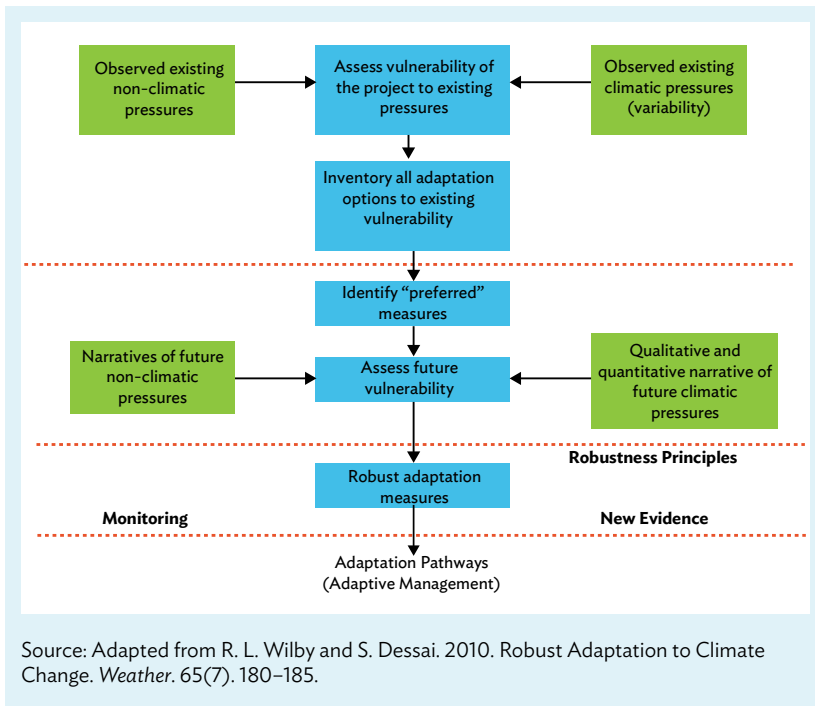 Observed existing
non-climatic
pressures
Assess vulnerability of
the project to existing
pressures
Observed existing
climatic pressures
(variability)
Inventory all adaptation
options to existing
vulnerability
Identify “preferred”
measures
Narratives of future
non-climatic
pressures
Assess future
vulnerability
Qualitative and
quantitative narrative of
future climatic
pressures
Robustness Principles
Robust adaptation
measures
Monitoring
New Evidence
Adaptation Pathways
(Adaptive Management)
Source: Adapted from R. L. Wilby and S. Dessai. 2010. Robust Adaptation to Climate
Change. Weather. 65(7). 180–185.